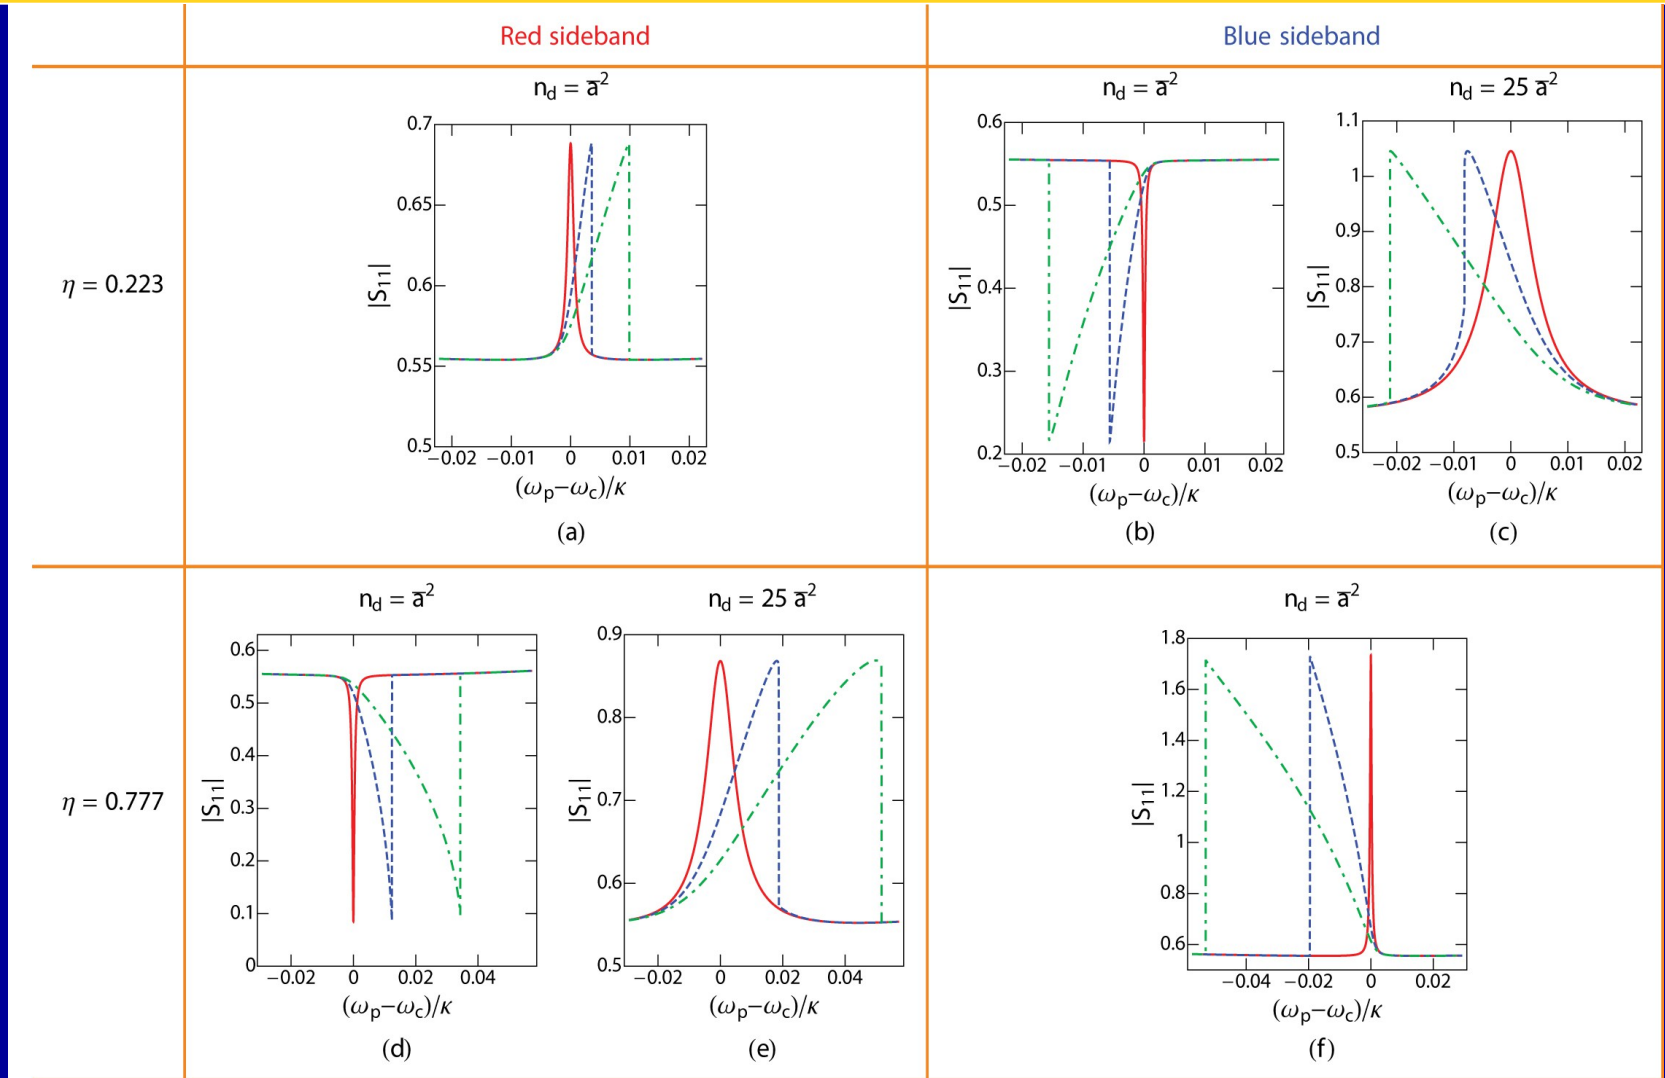 Red sideband
Blue sideband
η = 0.223
n_d = a̅²
0.7
0.65
0.6
0.55
0.5
|S₁₁|
−0.02 −0.01 0 0.01 0.02
(ω_p−ω_c)/κ
(a)
n_d = a̅²
0.6
0.5
0.4
0.3
0.2
|S₁₁|
−0.02 −0.01 0 0.01 0.02
(ω_p−ω_c)/κ
(b)
n_d = 25 a̅²
1.1
1
0.9
0.8
0.7
0.6
0.5
|S₁₁|
−0.02 −0.01 0 0.01 0.02
(ω_p−ω_c)/κ
(c)
η = 0.777
n_d = a̅²
0.6
0.5
0.4
0.3
0.2
0.1
0
|S₁₁|
−0.02 0 0.02 0.04
(ω_p−ω_c)/κ
(d)
n_d = 25 a̅²
0.9
0.8
0.7
0.6
0.5
|S₁₁|
−0.02 0 0.02 0.04
(ω_p−ω_c)/κ
(e)
n_d = a̅²
1.8
1.6
1.4
1.2
1
0.8
0.6
|S₁₁|
−0.04 −0.02 0 0.02
(ω_p−ω_c)/κ
(f)